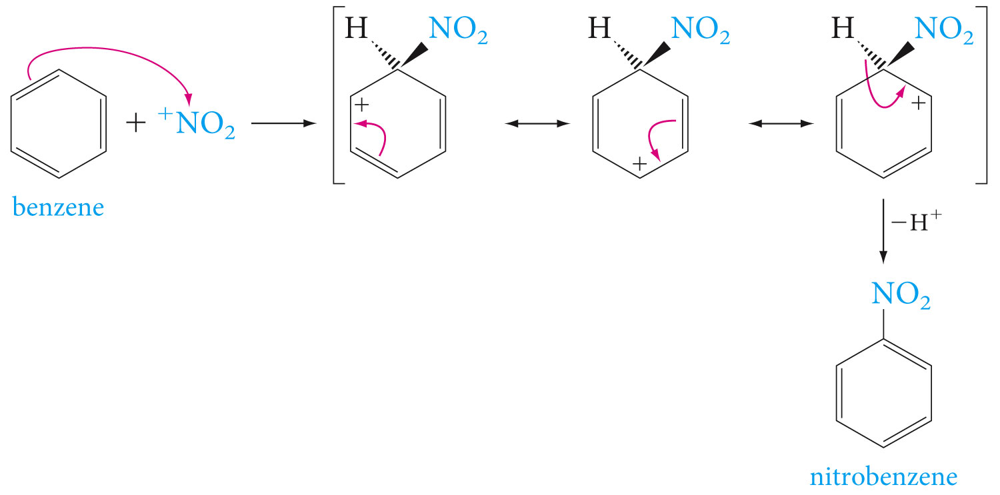 H NO₂ H NO₂ H NO₂
+ ⁺NO₂ + + +
benzene
−H⁺
NO₂
nitrobenzene